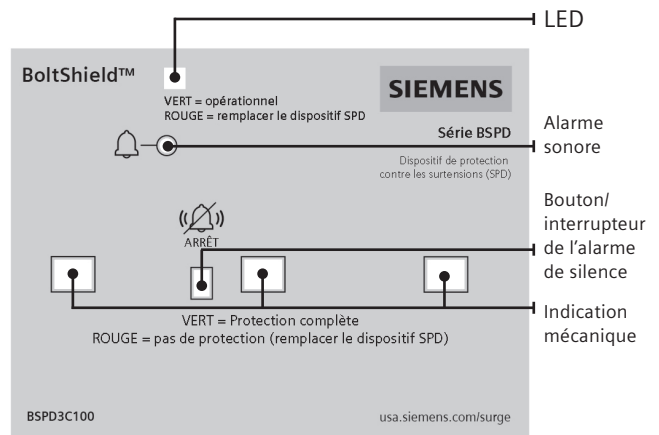 LED
BoltShield™
SIEMENS
VERT = opérationnel
ROUGE = remplacer le dispositif SPD
Série BSPD
Alarme
sonore
Dispositif de protection
contre les surtensions (SPD)
Bouton/
interrupteur
de l'alarme
de silence
ARRÊT
Indication
mécanique
VERT = Protection complète
ROUGE = pas de protection (remplacer le dispositif SPD)
BSPD3C100
usa.siemens.com/surge